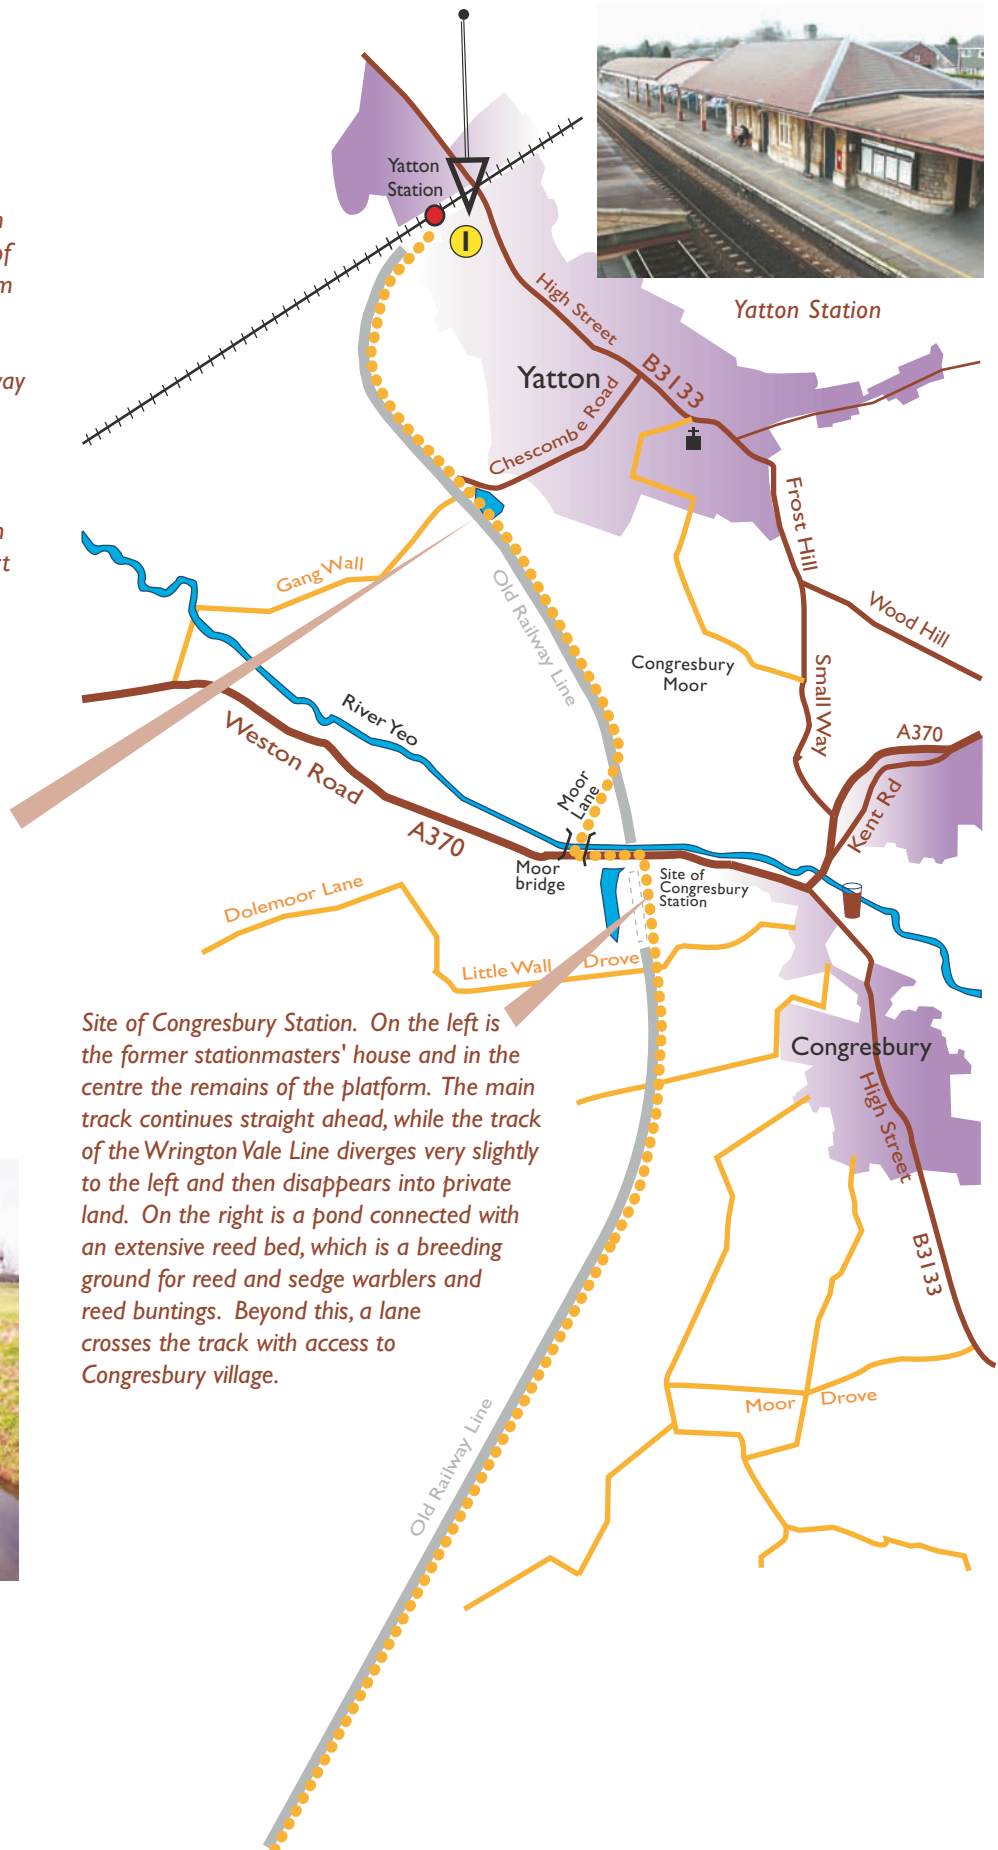 Yatton
Station
I
Yatton Station
High Street
B3133
Yatton
Chescombe Road
Frost Hill
Gang Wall
Old Railway Line
Wood Hill
Congresbury
Moor
Small Way
River Yeo
Weston Road
A370
A370
Kent Rd
Moor
Lane
Moor
bridge
Site of
Congresbury
Station
Dolemoor Lane
Little Wall Drove
Site of Congresbury Station. On the left is
the former stationmasters' house and in the
centre the remains of the platform. The main
track continues straight ahead, while the track
of the Wrington Vale Line diverges very slightly
to the left and then disappears into private
land. On the right is a pond connected with
an extensive reed bed, which is a breeding
ground for reed and sedge warblers and
reed buntings. Beyond this, a lane
crosses the track with access to
Congresbury village.
Congresbury
High Street
B3133
Moor Drove
Old Railway Line